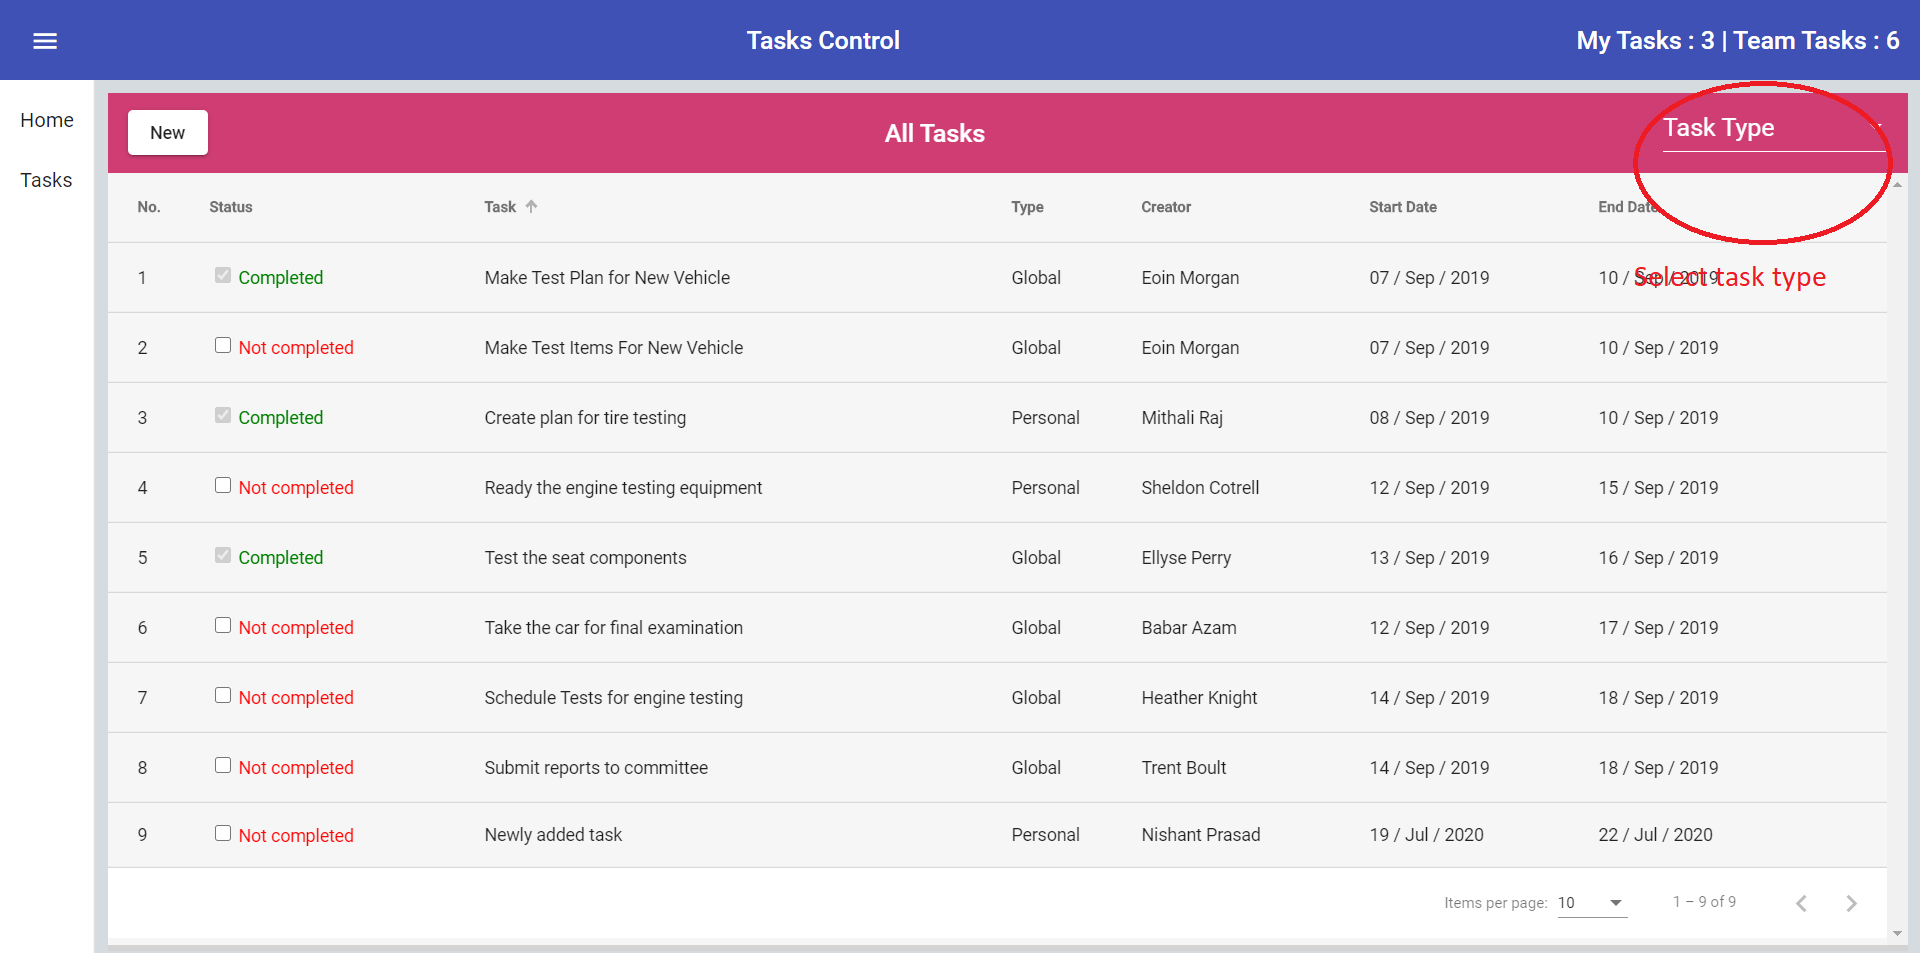 Tasks Control
My Tasks : 3 | Team Tasks : 6
Home
Tasks
New
All Tasks
Task Type
No. Status Task Type Creator Start Date End Date
1 Completed Make Test Plan for New Vehicle Global Eoin Morgan 07 / Sep / 2019 10 / Sep / 2019
Select task type
2 Not completed Make Test Items For New Vehicle Global Eoin Morgan 07 / Sep / 2019 10 / Sep / 2019
3 Completed Create plan for tire testing Personal Mithali Raj 08 / Sep / 2019 10 / Sep / 2019
4 Not completed Ready the engine testing equipment Personal Sheldon Cotrell 12 / Sep / 2019 15 / Sep / 2019
5 Completed Test the seat components Global Ellyse Perry 13 / Sep / 2019 16 / Sep / 2019
6 Not completed Take the car for final examination Global Babar Azam 12 / Sep / 2019 17 / Sep / 2019
7 Not completed Schedule Tests for engine testing Global Heather Knight 14 / Sep / 2019 18 / Sep / 2019
8 Not completed Submit reports to committee Global Trent Boult 14 / Sep / 2019 18 / Sep / 2019
9 Not completed Newly added task Personal Nishant Prasad 19 / Jul / 2020 22 / Jul / 2020
Items per page: 10 1 – 9 of 9